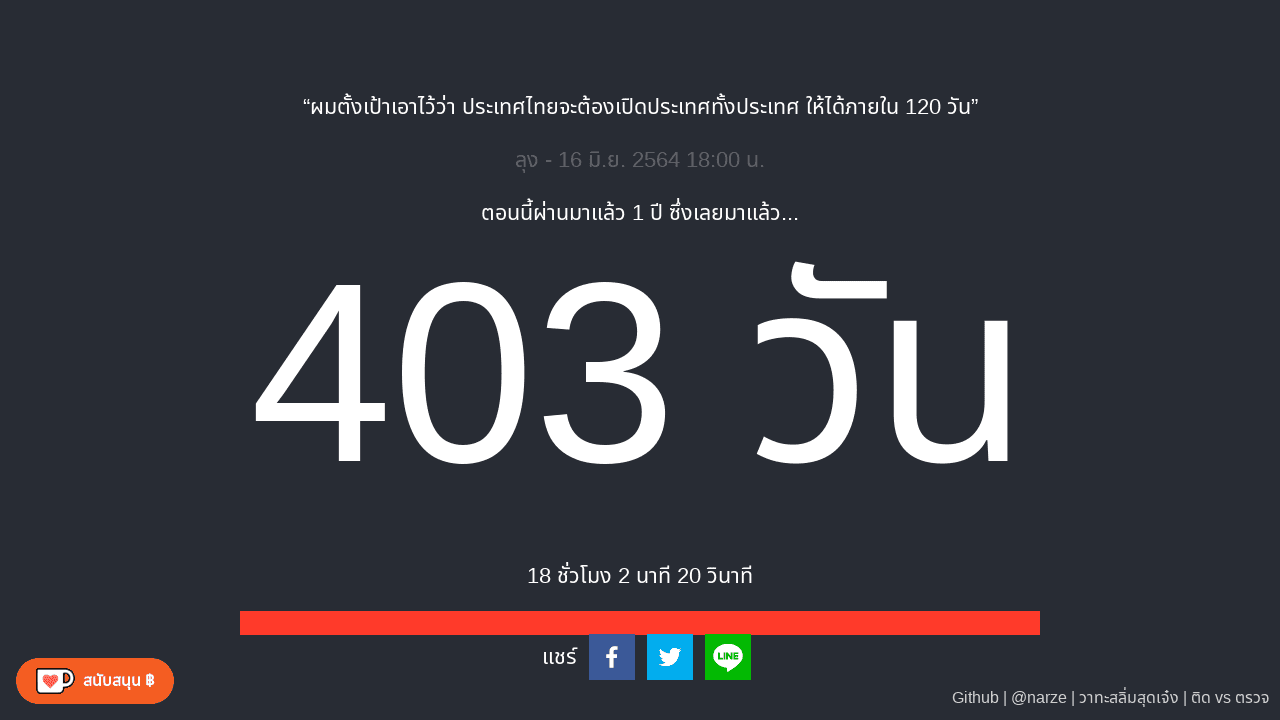 “ผมตั้งเป้าเอาไว้ว่า ประเทศไทยจะต้องเปิดประเทศทั้งประเทศ ให้ได้ภายใน 120 วัน”
ลุง - 16 มิ.ย. 2564 18:00 น.
ตอนนี้ผ่านมาแล้ว 1 ปี ซึ่งเลยมาแล้ว...
403 วัน
18 ชั่วโมง 2 นาที 20 วินาที
แชร์
LINE
สนับสนุน ฿
Github | @narze | วาทะสลิ่มสุดเจ๋ง | ติด vs ตรวจ